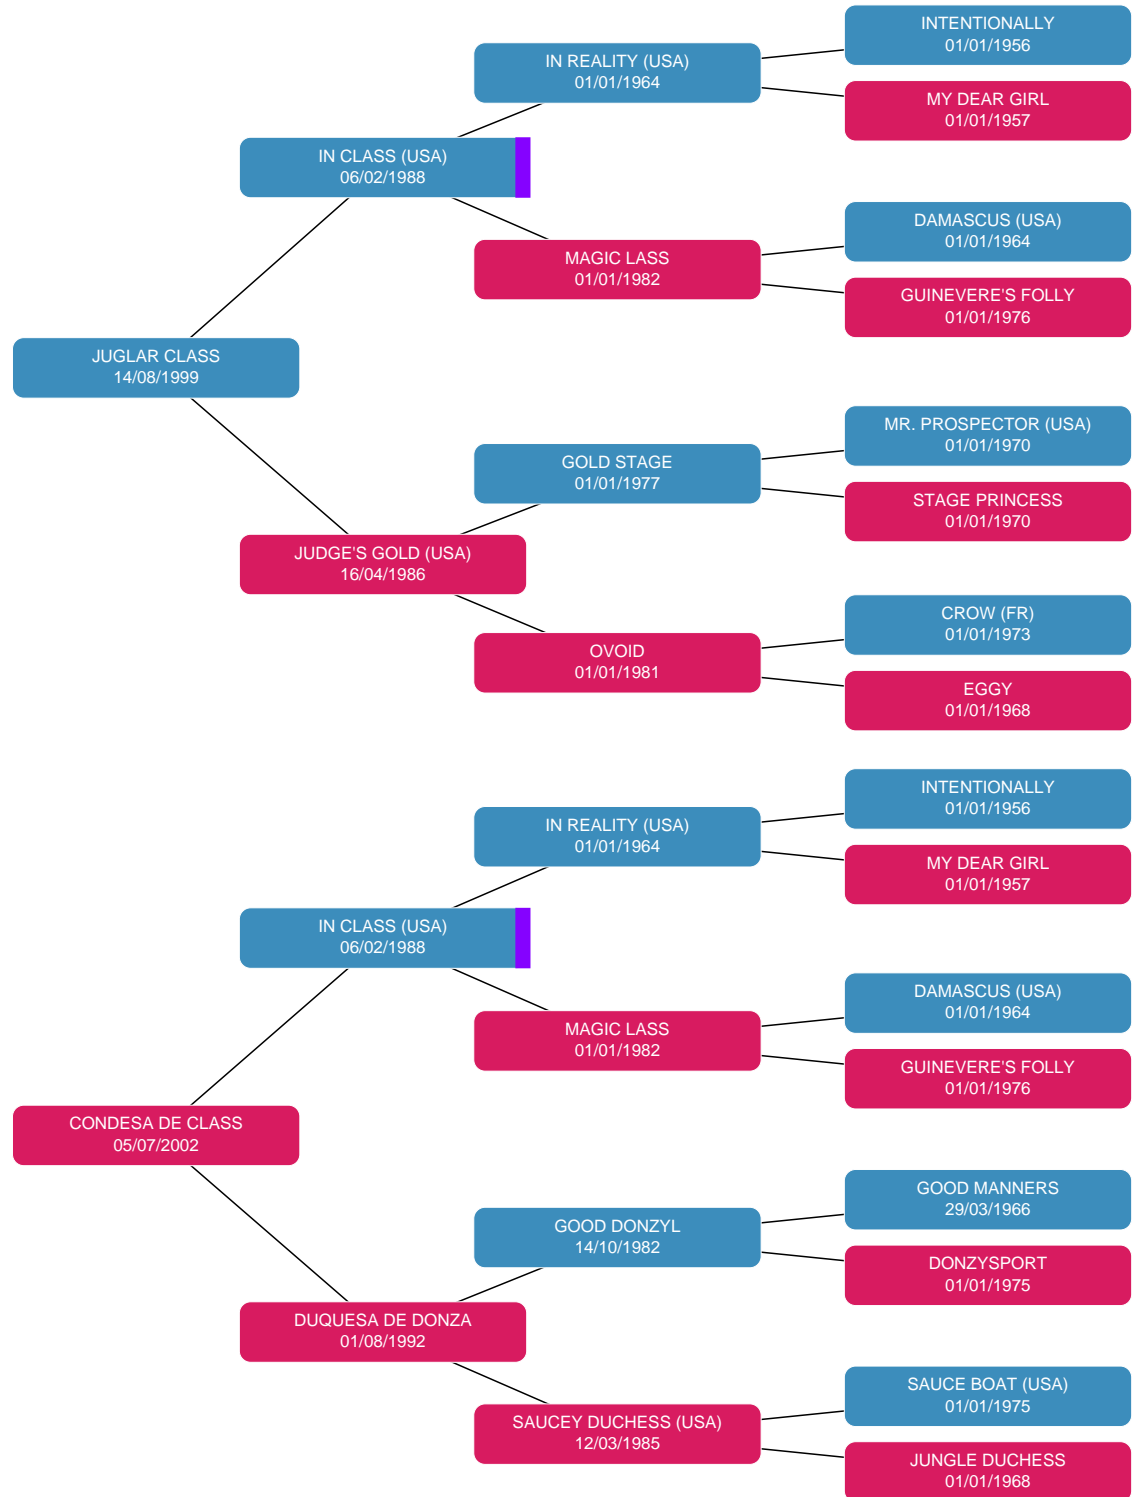 INTENTIONALLY
01/01/1956
IN REALITY (USA)
01/01/1964
MY DEAR GIRL
01/01/1957
IN CLASS (USA)
06/02/1988
DAMASCUS (USA)
01/01/1964
MAGIC LASS
01/01/1982
GUINEVERE'S FOLLY
01/01/1976
JUGLAR CLASS
14/08/1999
MR. PROSPECTOR (USA)
01/01/1970
GOLD STAGE
01/01/1977
STAGE PRINCESS
01/01/1970
JUDGE'S GOLD (USA)
16/04/1986
CROW (FR)
01/01/1973
OVOID
01/01/1981
EGGY
01/01/1968
INTENTIONALLY
01/01/1956
IN REALITY (USA)
01/01/1964
MY DEAR GIRL
01/01/1957
IN CLASS (USA)
06/02/1988
DAMASCUS (USA)
01/01/1964
MAGIC LASS
01/01/1982
GUINEVERE'S FOLLY
01/01/1976
CONDESA DE CLASS
05/07/2002
GOOD MANNERS
29/03/1966
GOOD DONZYL
14/10/1982
DONZYSPORT
01/01/1975
DUQUESA DE DONZA
01/08/1992
SAUCE BOAT (USA)
01/01/1975
SAUCEY DUCHESS (USA)
12/03/1985
JUNGLE DUCHESS
01/01/1968